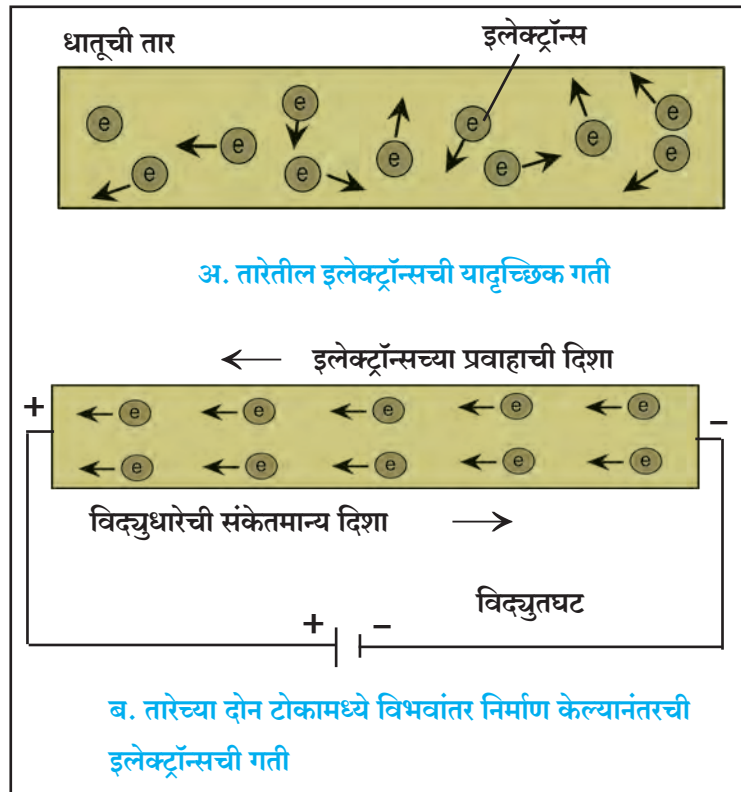 धातूची तार
इलेक्ट्रॉन्स
e e e e e e e e e e e e
अ. तारेतील इलेक्ट्रॉन्सची यादृच्छिक गती
← इलेक्ट्रॉन्सच्या प्रवाहाची दिशा
+ −
e e e e e
e e e e e
विद्युधारेची संकेतमान्य दिशा →
विद्युतघट
+ −
ब. तारेच्या दोन टोकामध्ये विभवांतर निर्माण केल्यानंतरची
इलेक्ट्रॉन्सची गती